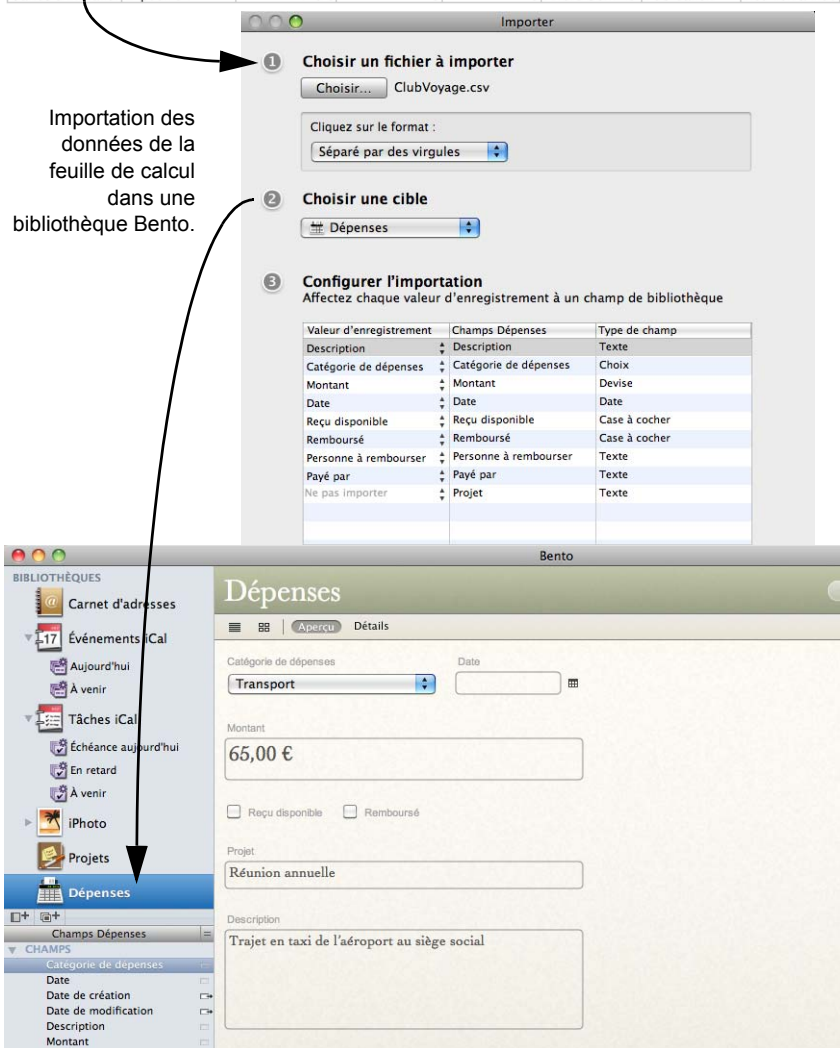 Importer
1 Choisir un fichier à importer
Choisir... ClubVoyage.csv
Cliquez sur le format :
Séparé par des virgules
Importation des
données de la
feuille de calcul
dans une
bibliothèque Bento.
2 Choisir une cible
Dépenses
3 Configurer l'importation
Affectez chaque valeur d'enregistrement à un champ de bibliothèque
Valeur d'enregistrement Champs Dépenses Type de champ
Description Description Texte
Catégorie de dépenses Catégorie de dépenses Choix
Montant Montant Devise
Date Date Date
Reçu disponible Reçu disponible Case à cocher
Remboursé Remboursé Case à cocher
Personne à rembourser Personne à rembourser Texte
Payé par Payé par Texte
Ne pas importer Projet Texte
Bento
BIBLIOTHÈQUES
Carnet d'adresses
17 Événements iCal
Aujourd'hui
À venir
Tâches iCal
Échéance aujourd'hui
En retard
À venir
iPhoto
Projets
Dépenses
Champs Dépenses
CHAMPS
Catégorie de dépenses
Date
Date de création
Date de modification
Description
Montant
Dépenses
Aperçu Détails
Catégorie de dépenses Date
Transport
Montant
65,00 €
Reçu disponible Remboursé
Projet
Réunion annuelle
Description
Trajet en taxi de l'aéroport au siège social